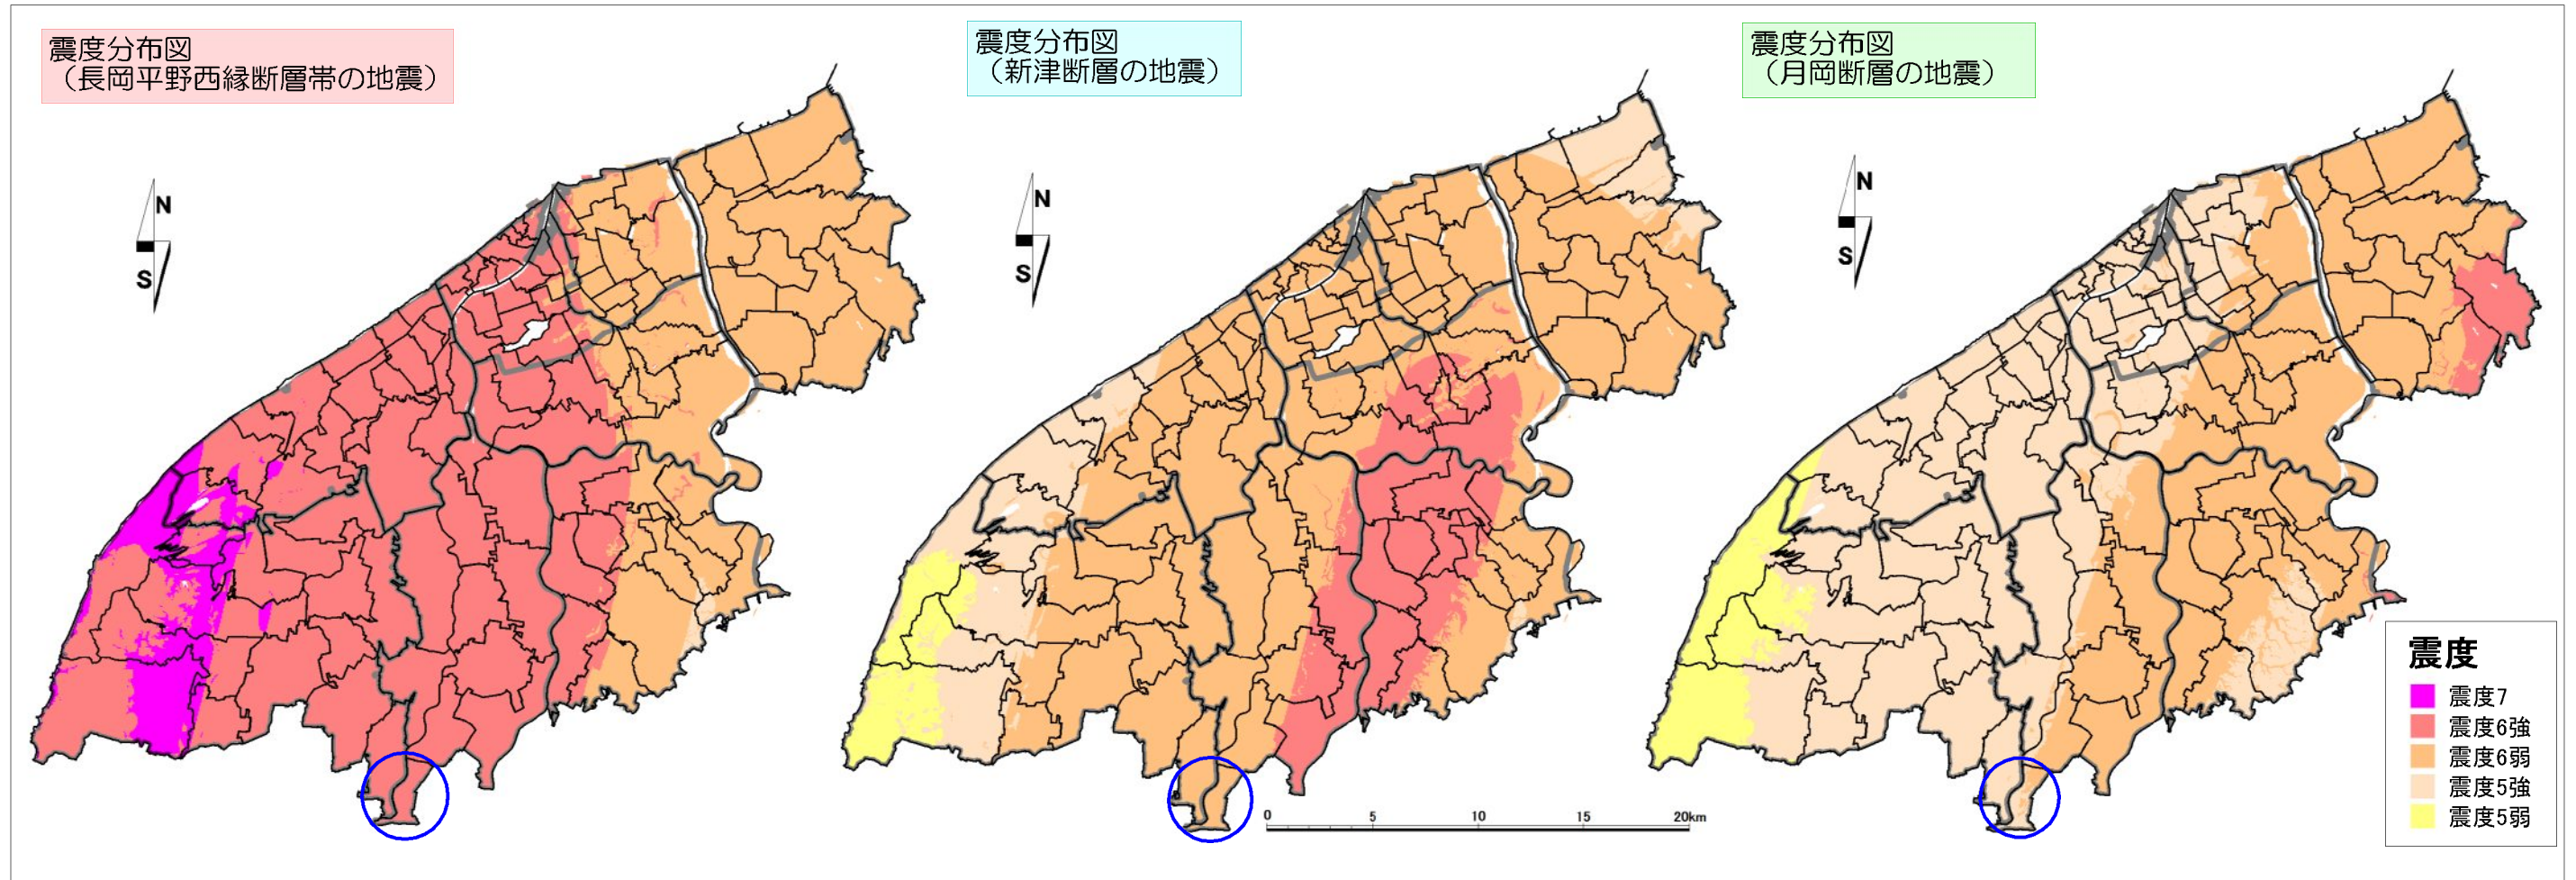 震度分布図
（長岡平野西縁断層帯の地震）
震度分布図
（新津断層の地震）
震度分布図
（月岡断層の地震）
N
S
N
S
N
S
0 5 10 15 20km
震度
震度7
震度6強
震度6弱
震度5強
震度5弱